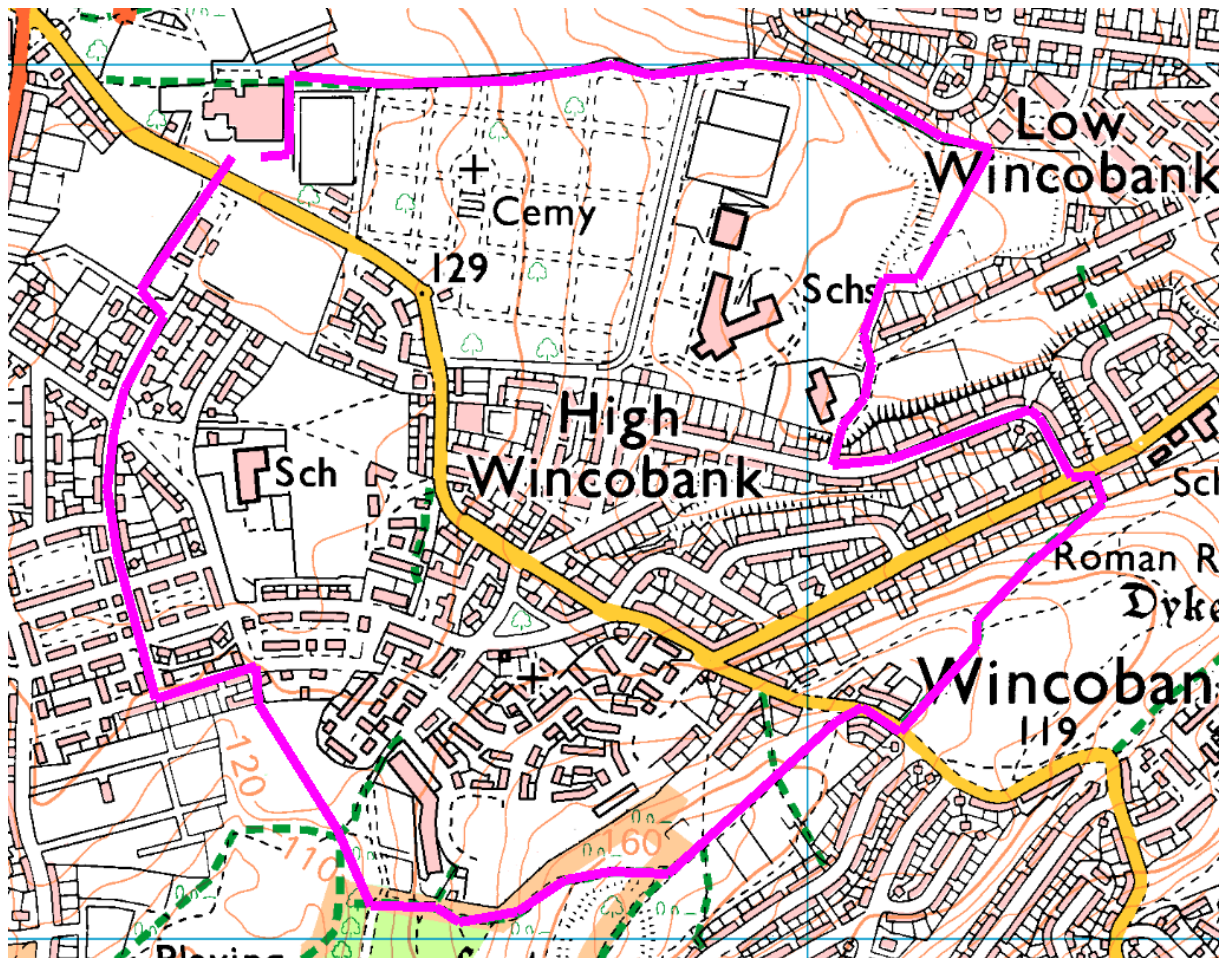 Low
Wincobank
Cemy
129
Schs
High
Wincobank
Sch
Sch
Roman R
Dyke
Wincoban
119
120
110
160
Playing